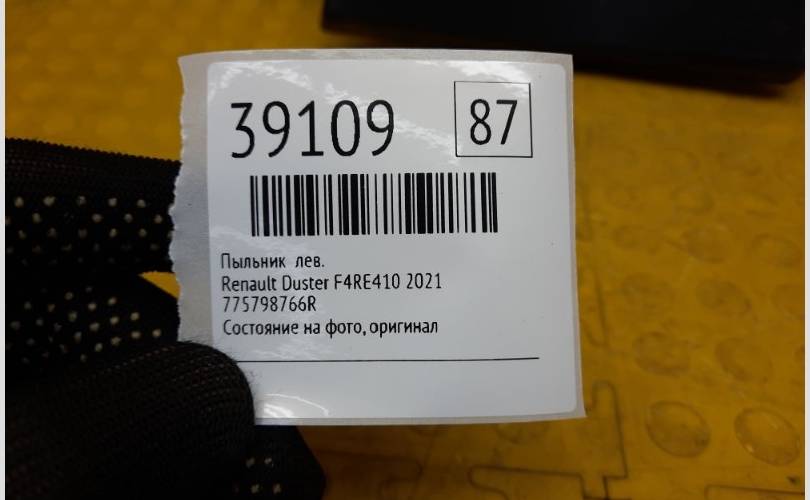 39109
87
Пыльник лев.
Renault Duster F4RE410 2021
775798766R
Состояние на фото, оригинал